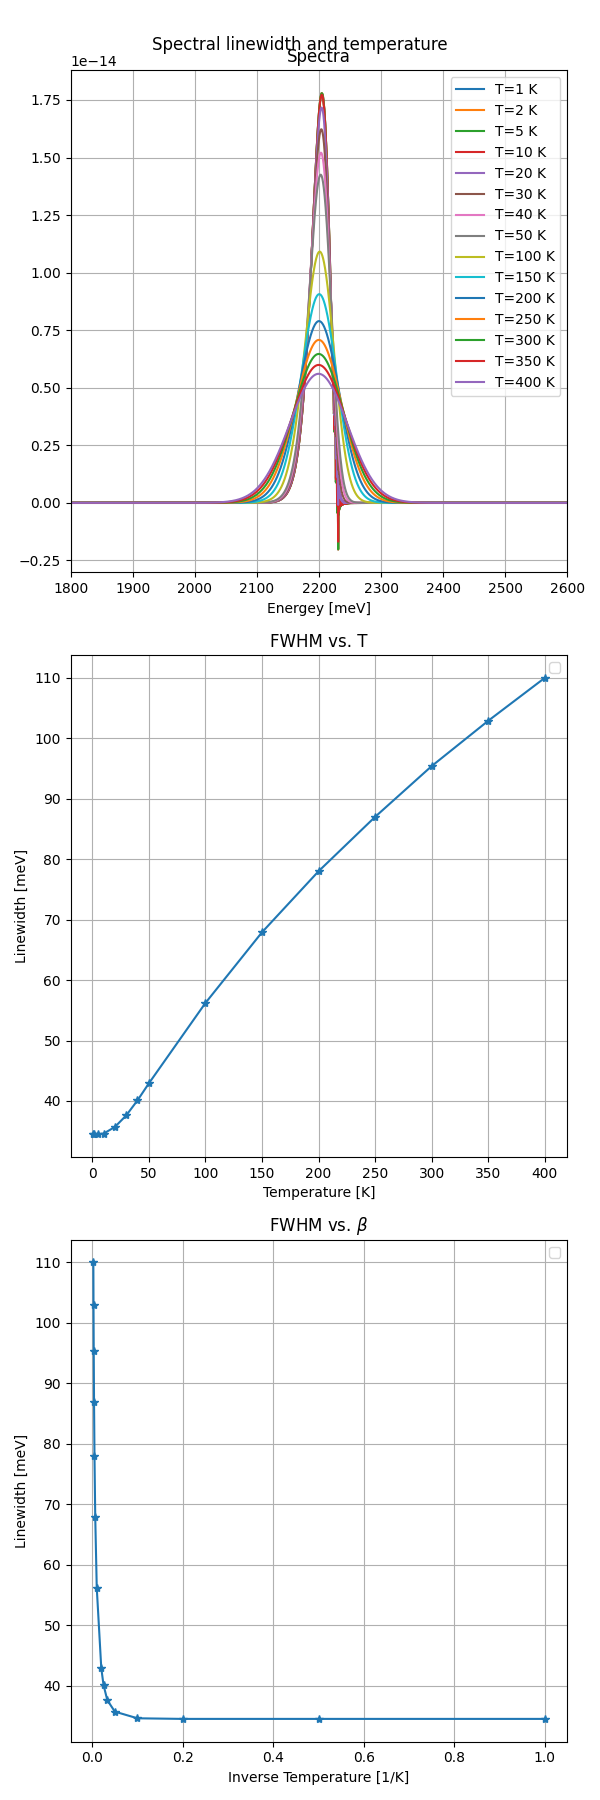 Spectral linewidth and temperature
Spectra
1e−14
1.75
1.50
1.25
1.00
0.75
0.50
0.25
0.00
−0.25
T=1 K
T=2 K
T=5 K
T=10 K
T=20 K
T=30 K
T=40 K
T=50 K
T=100 K
T=150 K
T=200 K
T=250 K
T=300 K
T=350 K
T=400 K
1800 1900 2000 2100 2200 2300 2400 2500 2600
Energey [meV]
FWHM vs. T
Linewidth [meV]
110
100
90
80
70
60
50
40
0 50 100 150 200 250 300 350 400
Temperature [K]
FWHM vs. β
Linewidth [meV]
110
100
90
80
70
60
50
40
0.0 0.2 0.4 0.6 0.8 1.0
Inverse Temperature [1/K]